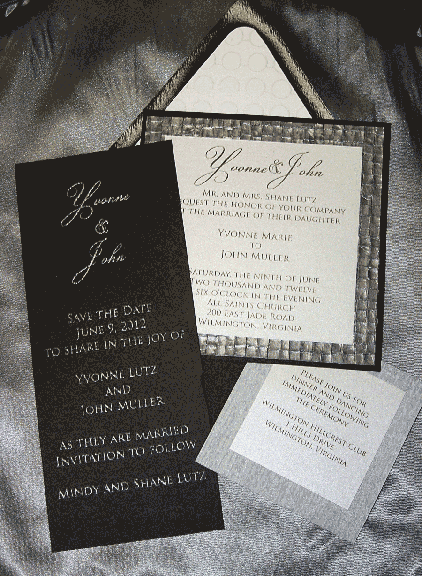 Yvonne
&
John
Save the Date
June 9, 2012
to share in the joy of
Yvonne Lutz
and
John Muller
as they are married
Invitation to follow
Mindy and Shane Lutz
Yvonne & John
Mr. and Mrs. Shane Lutz
quest the honor of your company
the marriage of their daughter
Yvonne Marie
to
John Muller
Saturday, the ninth of June
two thousand and twelve
six o'clock in the evening
All Saints Church
200 East Jade Road
Wilmington, Virginia
Please join us for
dinner and dancing
immediately following
the ceremony
Wilmington Hillcrest Club
1 Hills Drive
Wilmington, Virginia